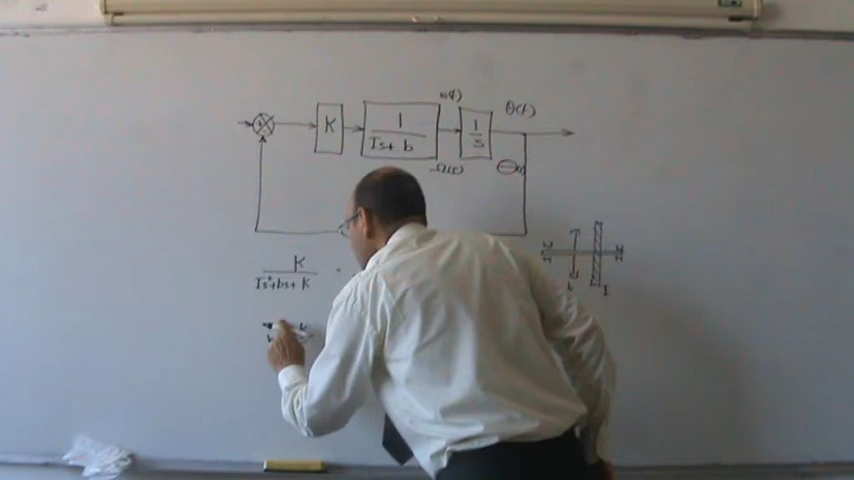 ω(t)
θ(t)
K
1
Is+ b
1
s
Ω(s)
K
Is²+bs+ K
b
I